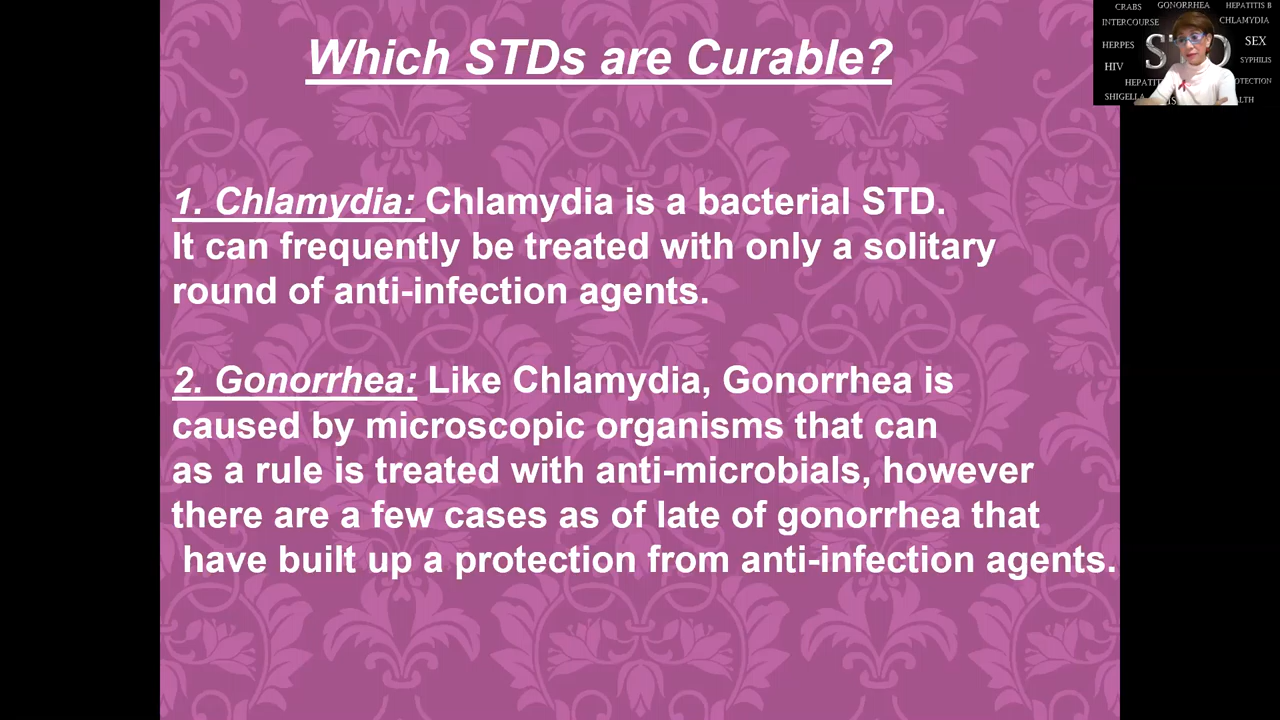 Which STDs are Curable?
1. Chlamydia: Chlamydia is a bacterial STD.
It can frequently be treated with only a solitary
round of anti-infection agents.
2. Gonorrhea: Like Chlamydia, Gonorrhea is
caused by microscopic organisms that can
as a rule is treated with anti-microbials, however
there are a few cases as of late of gonorrhea that
have built up a protection from anti-infection agents.
CRABS GONORRHEA HEPATITIS B
INTERCOURSE CHLAMYDIA
HERPES SEX
HIV SYPHILIS
SHIGELLA